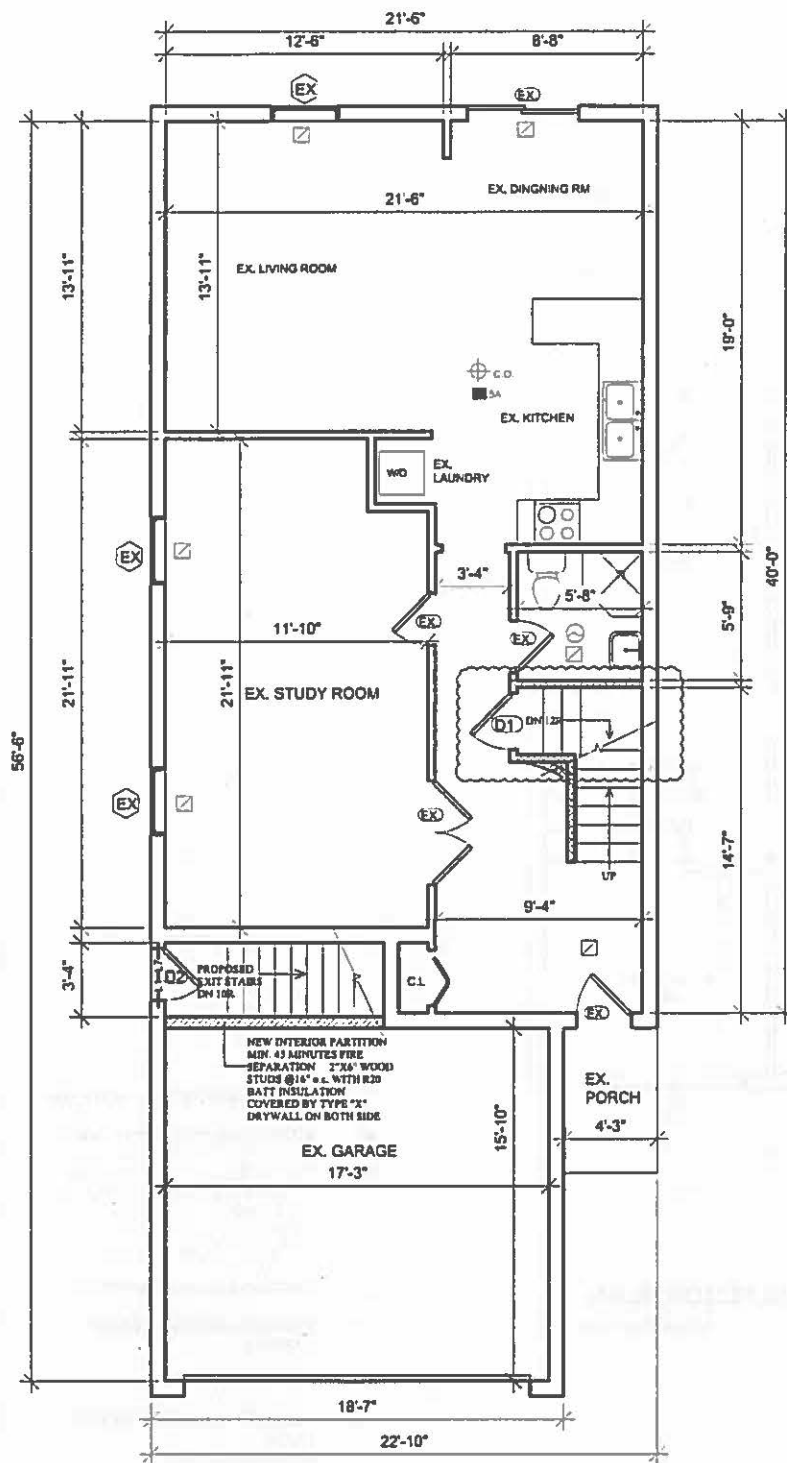 21'-6"
12'-6"
8'-8"
EX
EX
EX. DINGNING RM
21'-6"
EX. LIVING ROOM
13'-11"
13'-11"
19'-0"
C.D.
SA
EX. KITCHEN
W/D
EX.
LAUNDRY
EX
3'-4"
5'-8"
40'-0"
5'-9"
11'-10"
EX
EX
21'-11"
21'-11"
EX. STUDY ROOM
56'-6"
D1
DN 12R
EX
EX
UP
14'-7"
9'-4"
3'-4"
D2
PROPOSED
EXIT STAIRS
DN 10R
C.L
EX
NEW INTERIOR PARTITION
MIN. 45 MINUTES FIRE
SEPARATION 2"X6" WOOD
STUDS @16" o.c. WITH R20
BATT INSULATION
COVERED BY TYPE "X"
DRYWALL ON BOTH SIDE
EX.
PORCH
4'-3"
15'-10"
EX. GARAGE
17'-3"
18'-7"
22'-10"